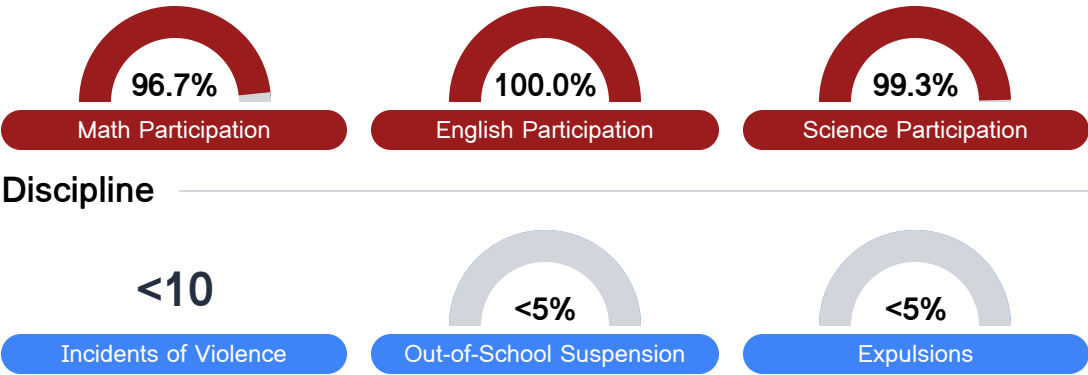 96.7%
100.0%
99.3%
Math Participation
English Participation
Science Participation
Discipline
<10
<5%
<5%
Incidents of Violence
Out-of-School Suspension
Expulsions